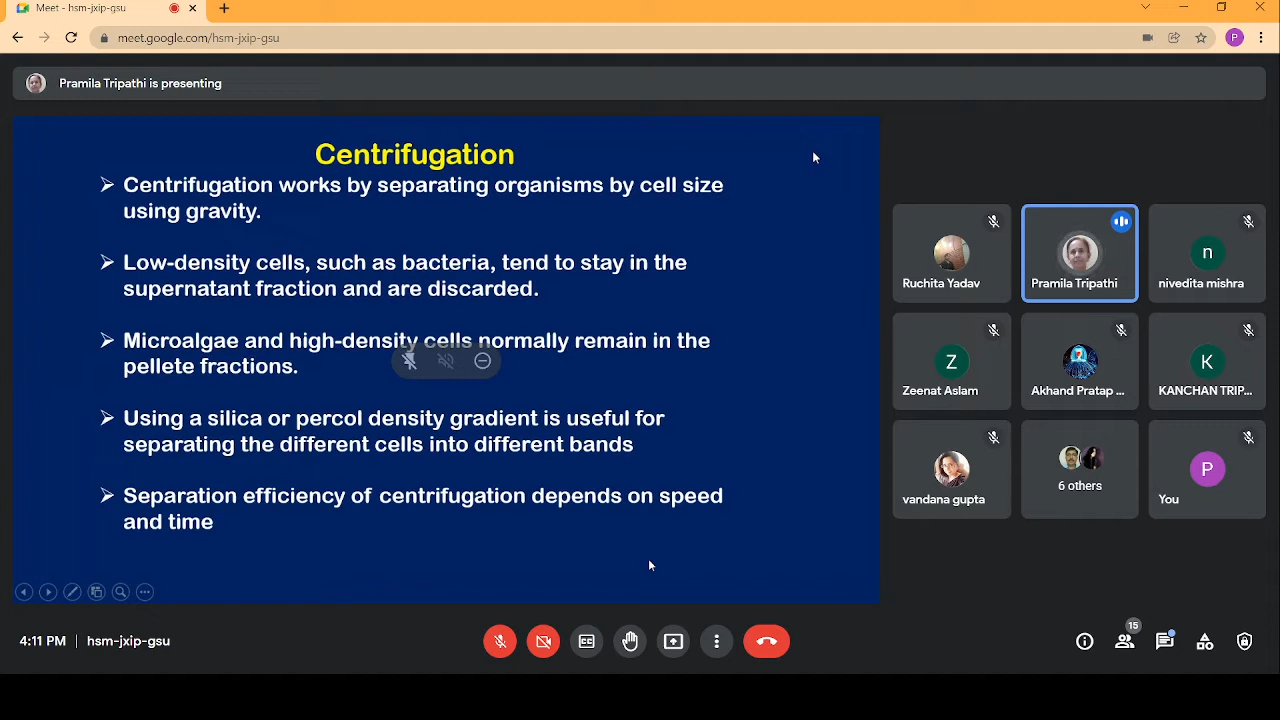 Meet - hsm-jxip-gsu
meet.google.com/hsm-jxip-gsu
P
Pramila Tripathi is presenting
Centrifugation
Centrifugation works by separating organisms by cell size
using gravity.
Low-density cells, such as bacteria, tend to stay in the
supernatant fraction and are discarded.
Microalgae and high-density cells normally remain in the
pellete fractions.
Using a silica or percol density gradient is useful for
separating the different cells into different bands
Separation efficiency of centrifugation depends on speed
and time
Ruchita Yadav
Pramila Tripathi
n
nivedita mishra
Z
Zeenat Aslam
Akhand Pratap ...
K
KANCHAN TRIP...
vandana gupta
6 others
P
You
4:11 PM | hsm-jxip-gsu
CC
15